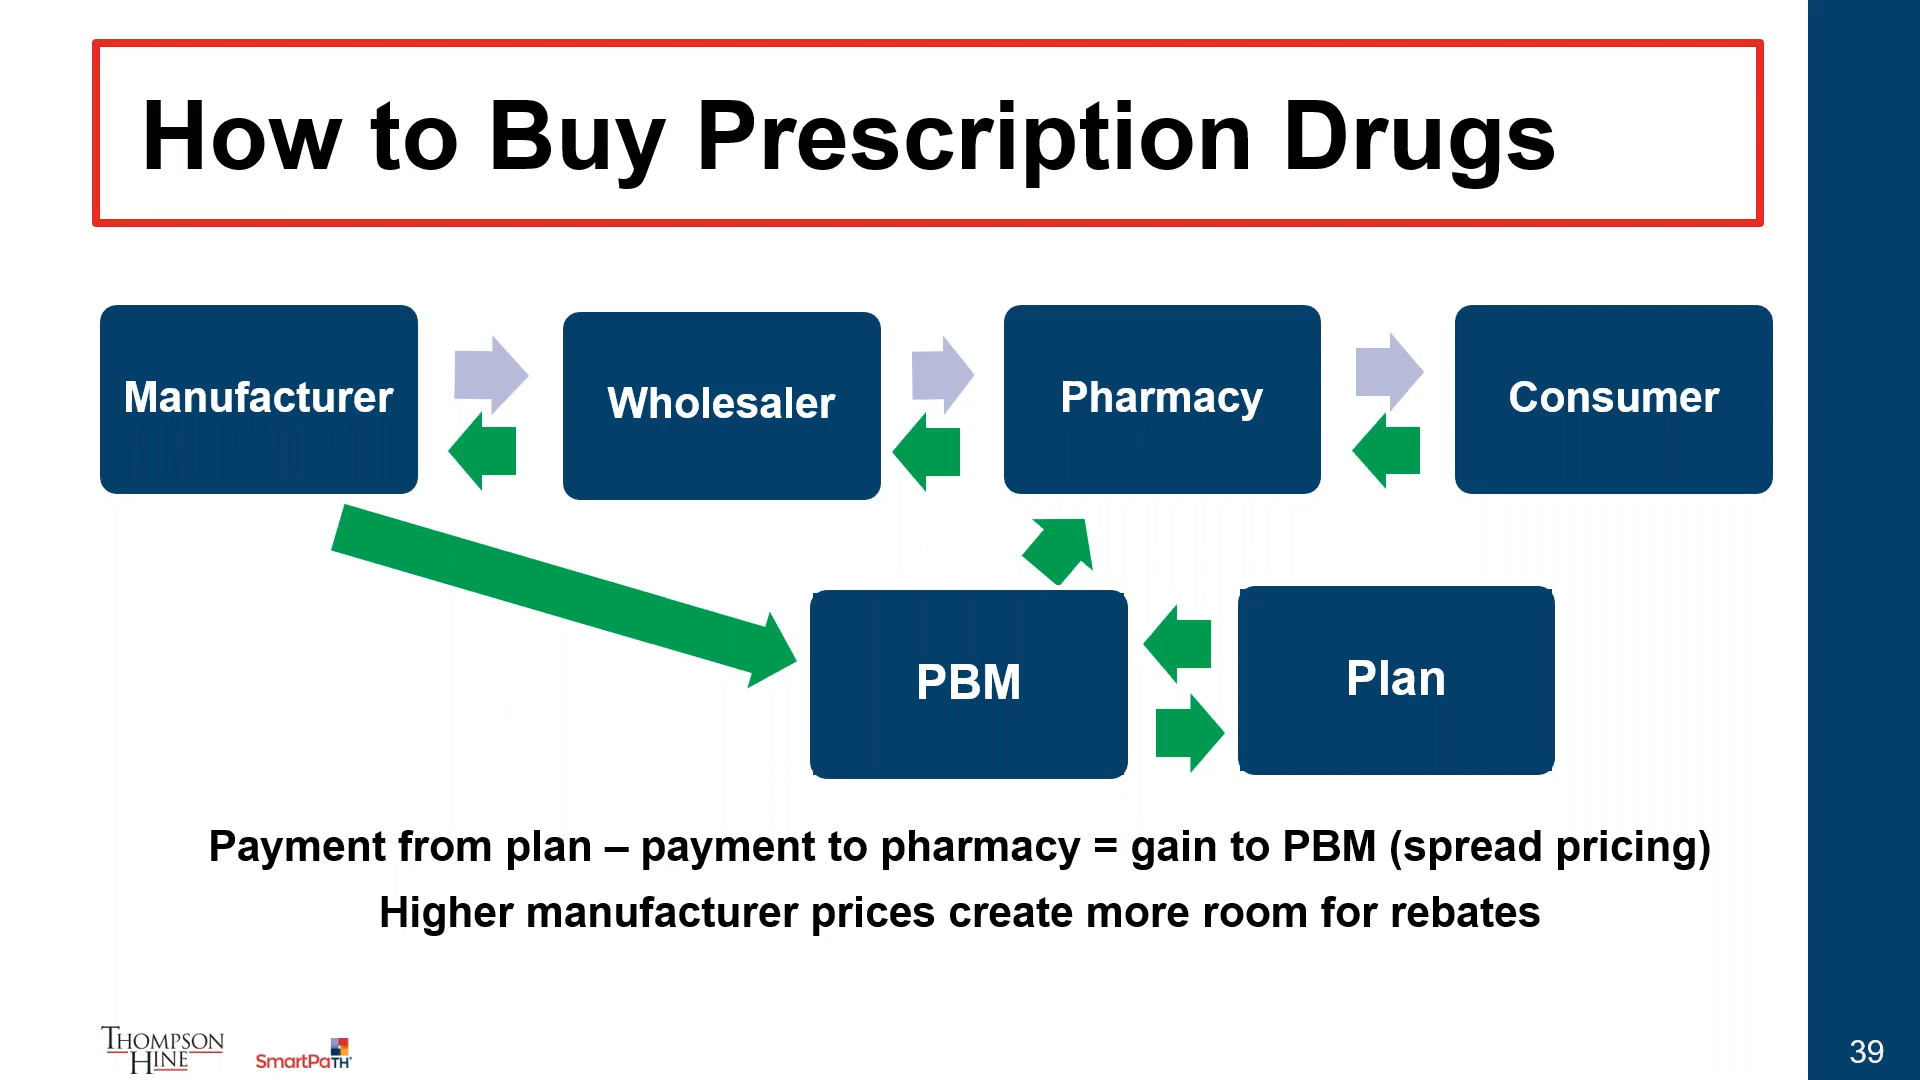 How to Buy Prescription Drugs
Manufacturer
Wholesaler
Pharmacy
Consumer
PBM
Plan
Payment from plan – payment to pharmacy = gain to PBM (spread pricing)
Higher manufacturer prices create more room for rebates
THOMPSON
HINE
SmartPaTH
39